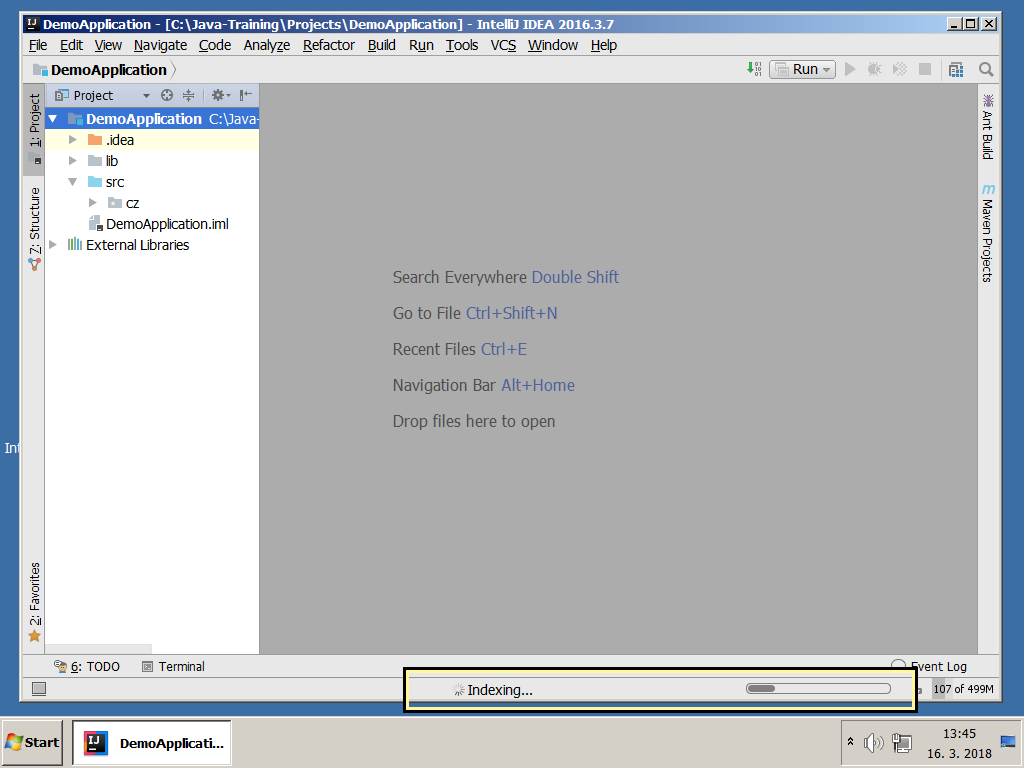 DemoApplication - [C:\Java-Training\Projects\DemoApplication] - IntelliJ IDEA 2016.3.7
File Edit View Navigate Code Analyze Refactor Build Run Tools VCS Window Help
DemoApplication
Run
1: Project
Project
DemoApplication C:\Java-
.idea
lib
src
cz
DemoApplication.iml
External Libraries
Z: Structure
2: Favorites
Ant Build
m
Maven Projects
Search Everywhere Double Shift
Go to File Ctrl+Shift+N
Recent Files Ctrl+E
Navigation Bar Alt+Home
Drop files here to open
Int
6: TODO
Terminal
Event Log
Indexing...
107 of 499M
Start
IJ
DemoApplicati...
13:45
16. 3. 2018